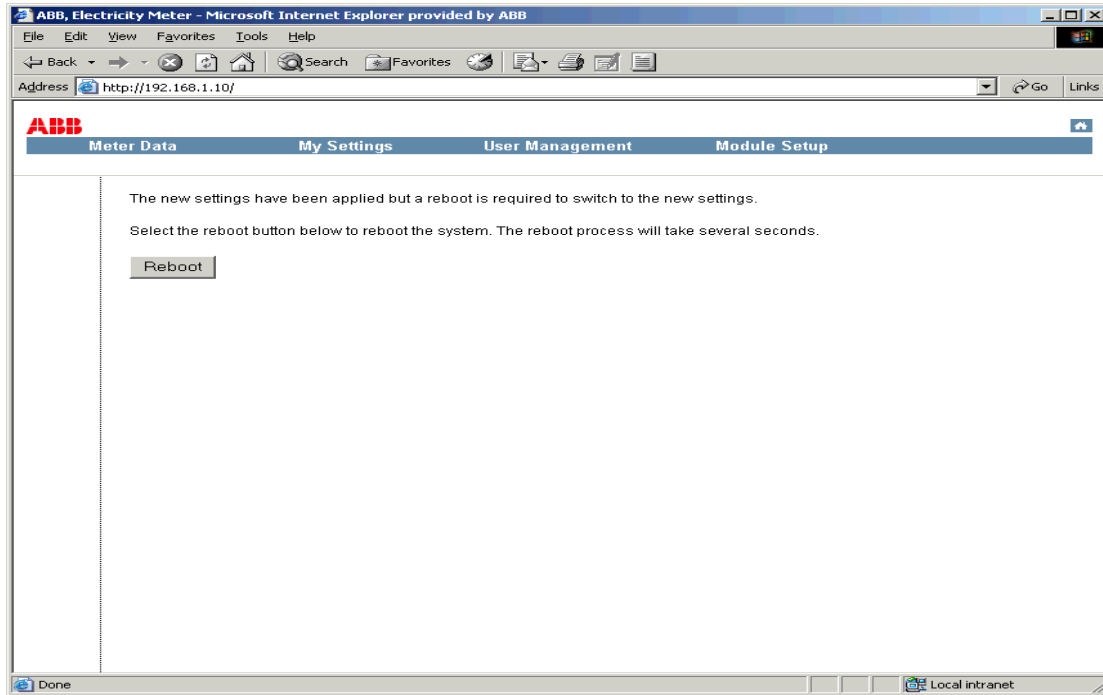 ABB, Electricity Meter - Microsoft Internet Explorer provided by ABB
File Edit View Favorites Tools Help
Back Search Favorites
Address http://192.168.1.10/ Go Links
ABB
Meter Data My Settings User Management Module Setup
The new settings have been applied but a reboot is required to switch to the new settings.
Select the reboot button below to reboot the system. The reboot process will take several seconds.
Reboot
Done Local intranet